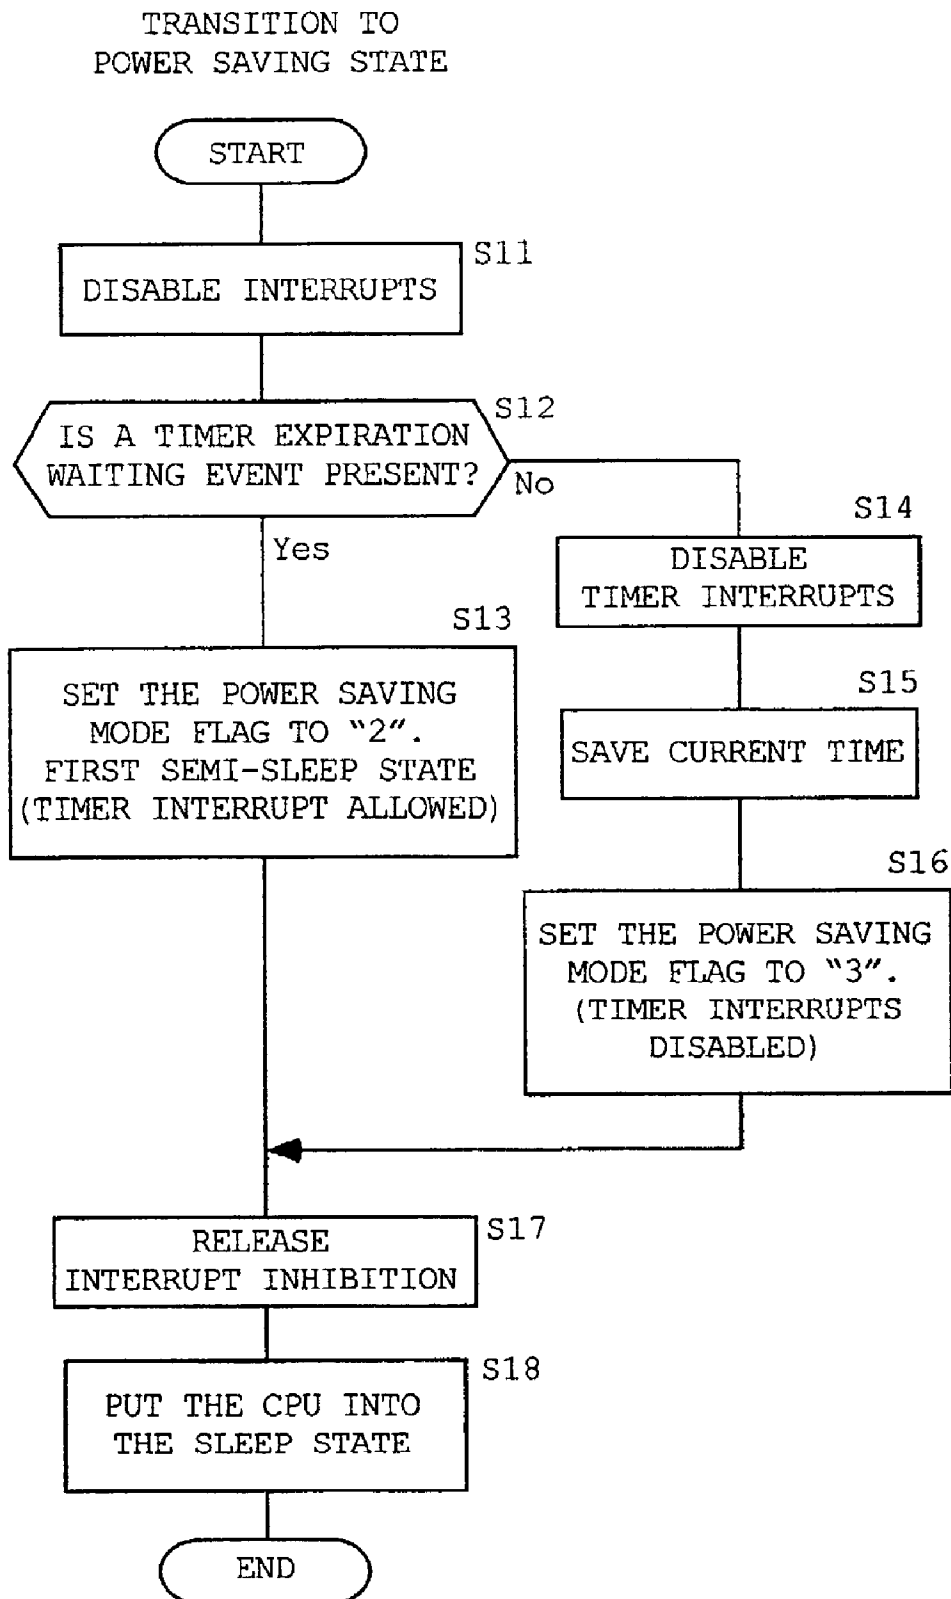 TRANSITION TO
POWER SAVING STATE
START
S11
DISABLE INTERRUPTS
S12
IS A TIMER EXPIRATION
WAITING EVENT PRESENT?
No
Yes
S14
DISABLE
TIMER INTERRUPTS
S13
SET THE POWER SAVING
MODE FLAG TO “2”.
FIRST SEMI-SLEEP STATE
(TIMER INTERRUPT ALLOWED)
S15
SAVE CURRENT TIME
S16
SET THE POWER SAVING
MODE FLAG TO “3”.
(TIMER INTERRUPTS
DISABLED)
S17
RELEASE
INTERRUPT INHIBITION
S18
PUT THE CPU INTO
THE SLEEP STATE
END